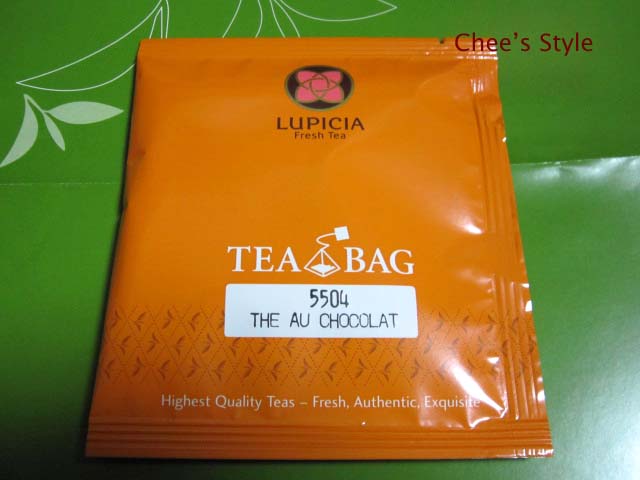 Chee's Style
LUPICIA
Fresh Tea
TEA BAG
5504
THE AU CHOCOLAT
Highest Quality Teas – Fresh, Authentic, Exquisite